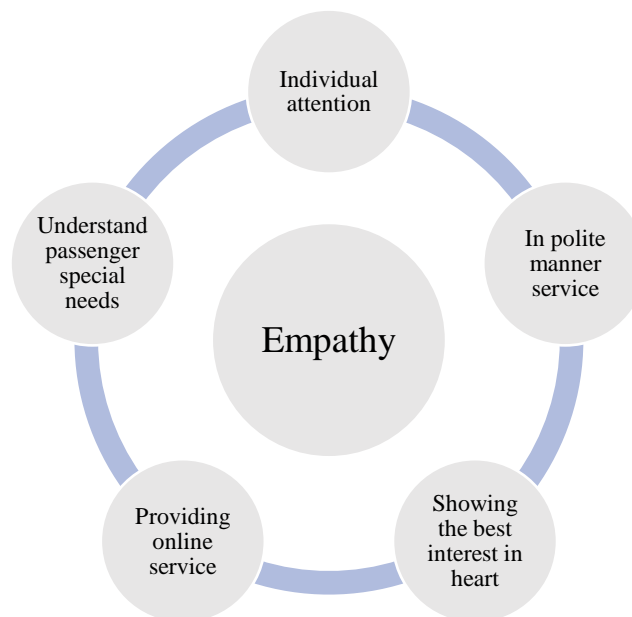 Individual
attention
In polite
manner
service
Showing
the best
interest in
heart
Providing
online
service
Understand
passenger
special
needs
Empathy